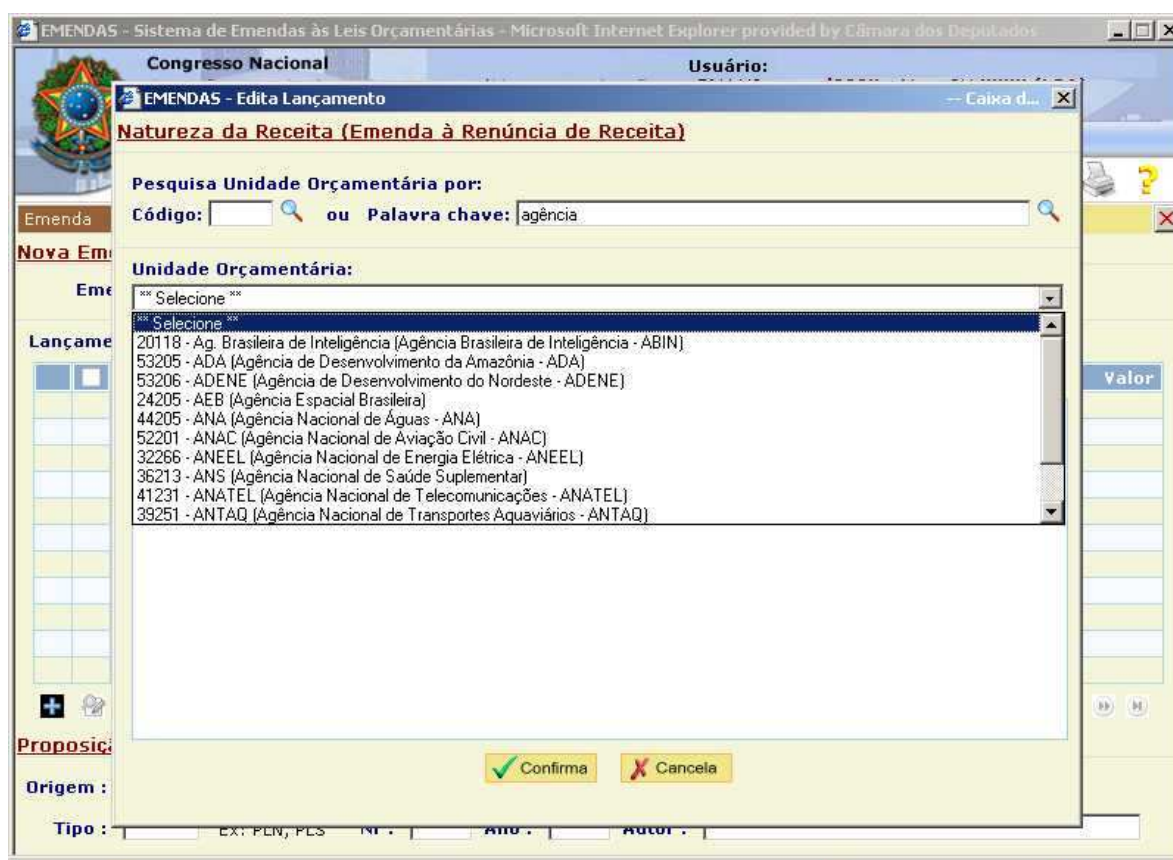 EMENDAS - Sistema de Emendas às Leis Orçamentárias - Microsoft Internet Explorer provided by Câmara dos Deputados
Congresso Nacional
Usuário:
EMENDAS - Edita Lançamento -- Caixa d...
Natureza da Receita (Emenda à Renúncia de Receita)
Pesquisa Unidade Orçamentária por:
Código: ou Palavra chave: agência
Emenda
Nova Em
Unidade Orçamentária:
Eme
** Selecione **
** Selecione **
Lançame
20118 - Ag. Brasileira de Inteligência (Agência Brasileira de Inteligência - ABIN)
53205 - ADA (Agência de Desenvolvimento da Amazônia - ADA)
Valor
53206 - ADENE (Agência de Desenvolvimento do Nordeste - ADENE)
24205 - AEB (Agência Espacial Brasileira)
44205 - ANA (Agência Nacional de Águas - ANA)
52201 - ANAC (Agência Nacional de Aviação Civil - ANAC)
32266 - ANEEL (Agência Nacional de Energia Elétrica - ANEEL)
36213 - ANS (Agência Nacional de Saúde Suplementar)
41231 - ANATEL (Agência Nacional de Telecomunicações - ANATEL)
39251 - ANTAQ (Agência Nacional de Transportes Aquaviários - ANTAQ)
Proposiçã
Confirma Cancela
Origem :
Tipo : Ex: PLN, PLS Nr : Ano : Autor :